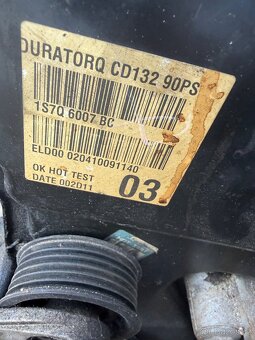 DURATORQ CD132 90PS
1S7Q 6007 BC
ELD00 020410091140
OK HOT TEST
DATE 002D11
03